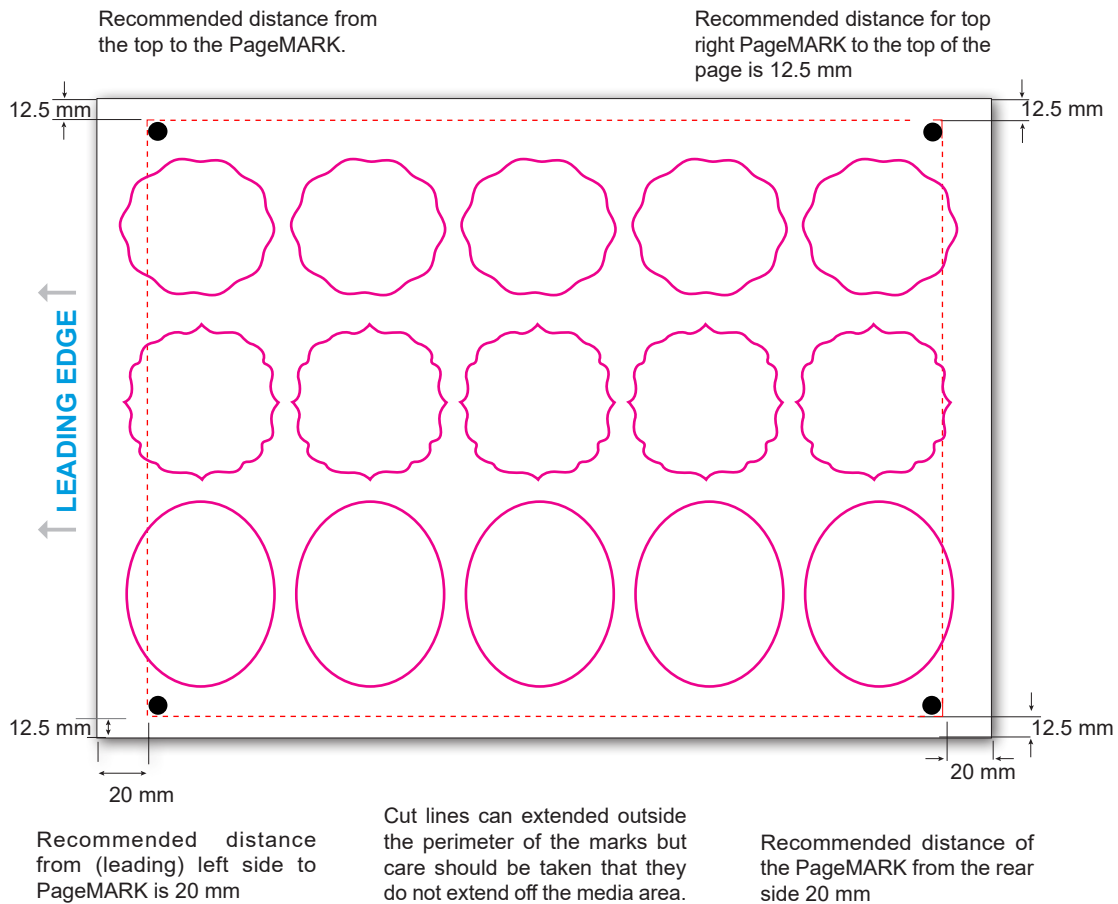 Recommended distance from
the top to the PageMARK.
Recommended distance for top
right PageMARK to the top of the
page is 12.5 mm
12.5 mm
12.5 mm
LEADING EDGE
12.5 mm
12.5 mm
20 mm
20 mm
Recommended distance
from (leading) left side to
PageMARK is 20 mm
Cut lines can extended outside
the perimeter of the marks but
care should be taken that they
do not extend off the media area.
Recommended distance of
the PageMARK from the rear
side 20 mm